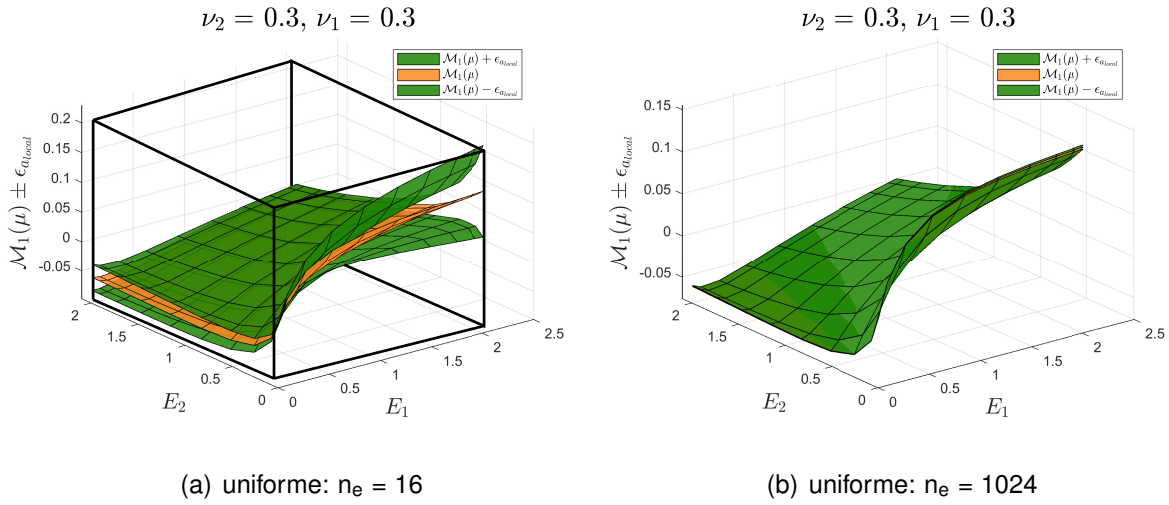 ν₂ = 0.3, ν₁ = 0.3
M₁(μ) + ϵ_{a_{local}}
M₁(μ)
M₁(μ) − ϵ_{a_{local}}
M₁(μ) ± ϵ_{a_{local}}
0.2
0.15
0.1
0.05
0
-0.05
2
1.5
1
0.5
0
E₂
0
0.5
1
1.5
2
2.5
E₁
(a) uniforme: nₑ = 16
ν₂ = 0.3, ν₁ = 0.3
M₁(μ) + ϵ_{a_{local}}
M₁(μ)
M₁(μ) − ϵ_{a_{local}}
M₁(μ) ± ϵ_{a_{local}}
0.15
0.1
0.05
0
-0.05
2
1.5
1
0.5
0
E₂
0
0.5
1
1.5
2
2.5
E₁
(b) uniforme: nₑ = 1024